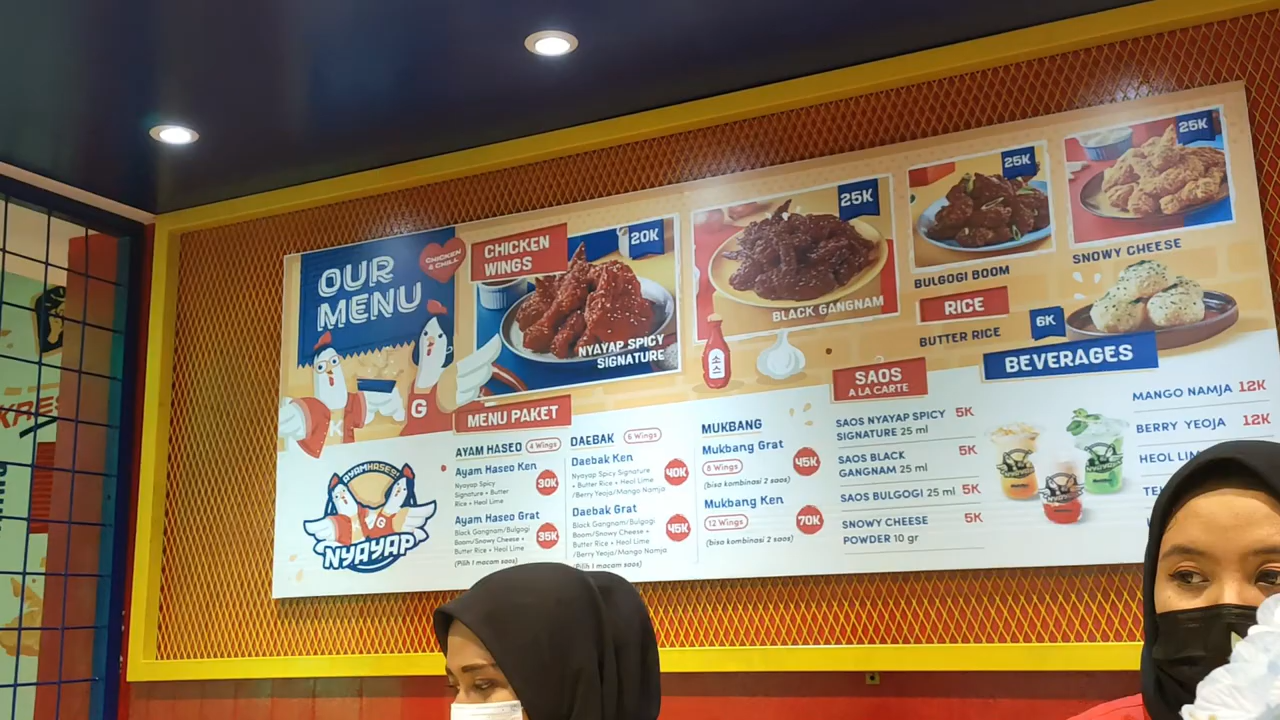 OUR
MENU
CHICKEN
& CHILL
CHICKEN
WINGS
20K
NYAYAP SPICY
SIGNATURE
25K
BLACK GANGNAM
25K
BULGOGI BOOM
25K
SNOWY CHEESE
RICE
BUTTER RICE
6K
소스
K
G
AYAMHASEO!
K
G
NYAYAP
MENU PAKET
AYAM HASEO 4 Wings
Ayam Haseo Ken
Nyayap Spicy
Signature + Butter
Rice + Heol Lime
30K
Ayam Haseo Grat
Black Gangnam/Bulgogi
Boom/Snowy Cheese +
Butter Rice + Heol Lime
(Pilih 1 macam saos)
35K
DAEBAK 6 Wings
Daebak Ken
Nyapap Spicy Signature
+ Butter Rice + Heol Lime
/Berry Yeoja/Mango Namja
40K
Daebak Grat
Black Gangnam/Bulgogi
Boom/Snowy Cheese +
Butter Rice + Heol Lime
/Berry Yeoja/Mango Namja
(Pilih 1 macam saos)
45K
MUKBANG
Mukbang Grat
8 Wings
(bisa kombinasi 2 saos)
45K
Mukbang Ken
12 Wings
(bisa kombinasi 2 saos)
70K
SAOS
A LA CARTE
SAOS NYAYAP SPICY 5K
SIGNATURE 25 ml
SAOS BLACK 5K
GANGNAM 25 ml
SAOS BULGOGI 25 ml 5K
SNOWY CHEESE 5K
POWDER 10 gr
BEVERAGES
MANGO NAMJA 12K
BERRY YEOJA 12K
HEOL LIM